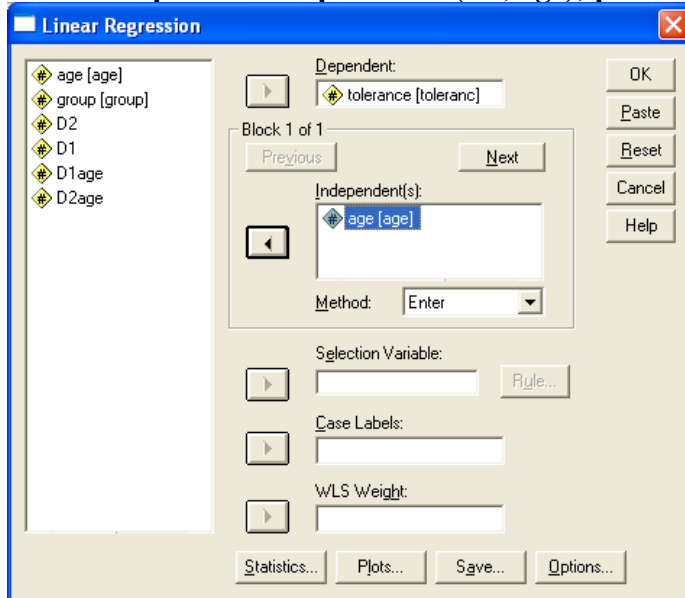 Linear Regression
age [age]
group [group]
D2
D1
D1age
D2age
Dependent:
tolerance [toleranc]
Block 1 of 1
Previous
Next
Independent(s):
age [age]
Method: Enter
Selection Variable:
Rule...
Case Labels:
WLS Weight:
Statistics... Plots... Save... Options...
OK
Paste
Reset
Cancel
Help